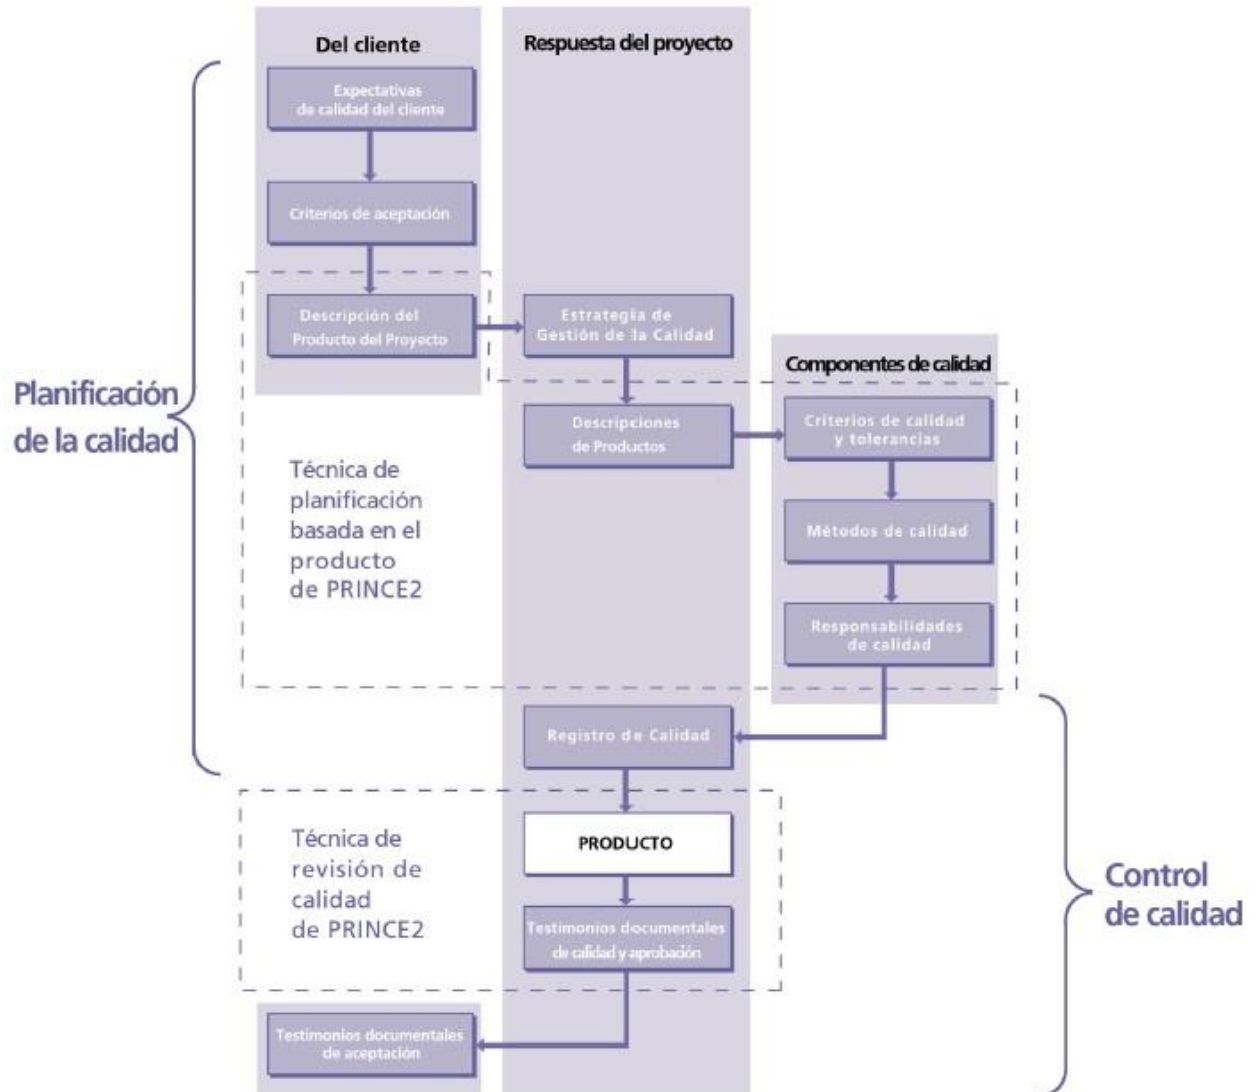 Del cliente
Respuesta del proyecto
Expectativas
de calidad del cliente
Criterios de aceptación
Descripción del
Producto del Proyecto
Estrategia de
Gestión de la Calidad
Componentes de calidad
Planificación
de la calidad
Descripciones
de Productos
Criterios de calidad
y tolerancias
Técnica de
planificación
basada en el
producto
de PRINCE2
Métodos de calidad
Responsabilidades
de calidad
Registro de Calidad
Técnica de
revisión de
calidad
de PRINCE2
PRODUCTO
Control
de calidad
Testimonios documentales
de calidad y aprobación
Testimonios documentales
de aceptación